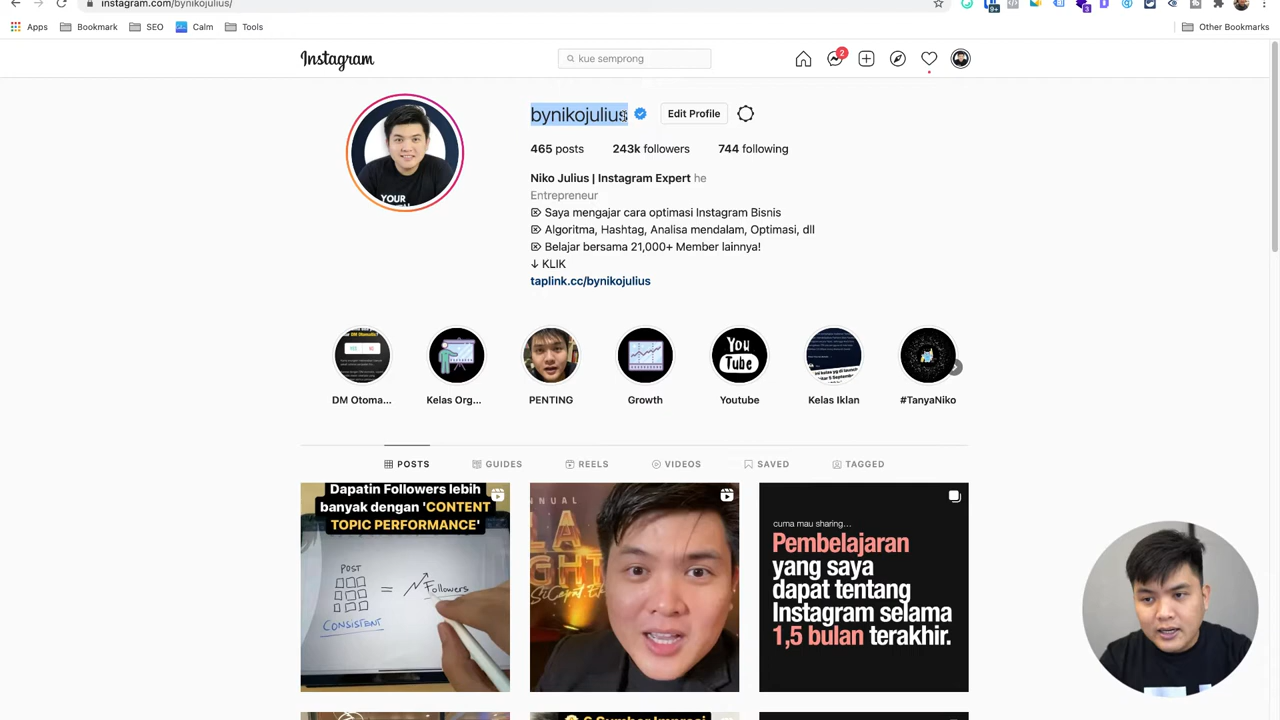 instagram.com/bynikojulius/
Apps
Bookmark
SEO
Calm
Tools
Other Bookmarks
Instagram
kue semprong
2
bynikojulius
Edit Profile
465 posts
243k followers
744 following
Niko Julius | Instagram Expert he
Entrepreneur
Saya mengajar cara optimasi Instagram Bisnis
Algoritma, Hashtag, Analisa mendalam, Optimasi, dll
Belajar bersama 21,000+ Member lainnya!
↓ KLIK
taplink.cc/bynikojulius
You
Tube
DM Otoma...
Kelas Org...
PENTING
Growth
Youtube
Kelas Iklan
#TanyaNiko
POSTS
GUIDES
REELS
VIDEOS
SAVED
TAGGED
Dapatin Followers lebih
banyak dengan 'CONTENT
TOPIC PERFORMANCE'
POST
=
Followers
CONSISTENT
cuma mau sharing...
Pembelajaran
yang saya
dapat tentang
Instagram selama
1,5 bulan terakhir.